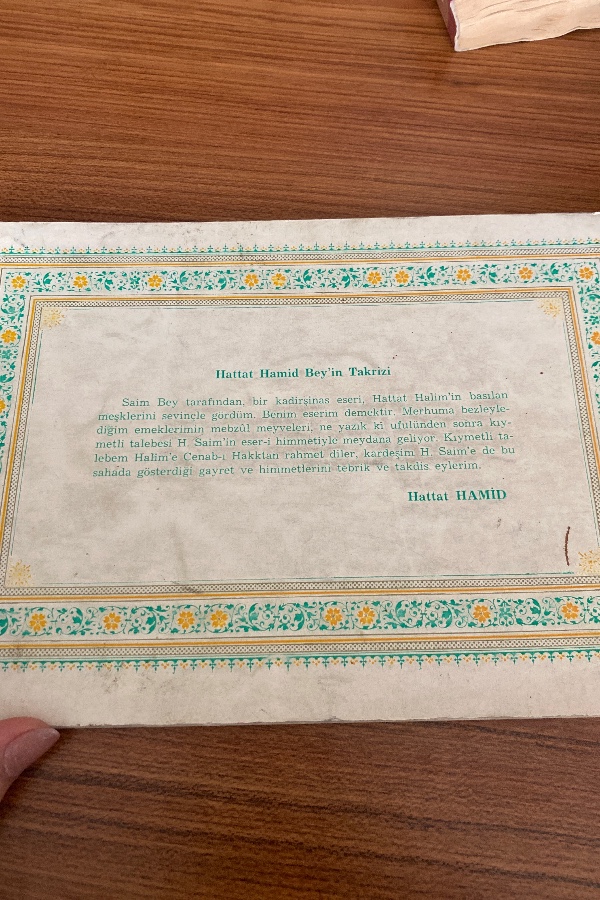 Hattat Hamid Bey'in Takrizi
Saim Bey tarafından, bir kadirşinas eseri, Hattat Halim'in basılan
meşklerini sevincle gördüm. Benim eserim demektir. Merhuma bezleyle-
diğim emeklerimin mebzûl meyveleri, ne yazık ki ufulünden sonra kıy-
metli talebesi H. Saim'in eser-i himmetiyle meydana geliyor. Kıymetli ta-
lebem Halim'e Cenab-ı Hakktan rahmet diler, kardeşim H. Saim'e de bu
sahada gösterdiği gayret ve himmetlerini tebrik ve takdis eylerim.
Hattat HAMİD